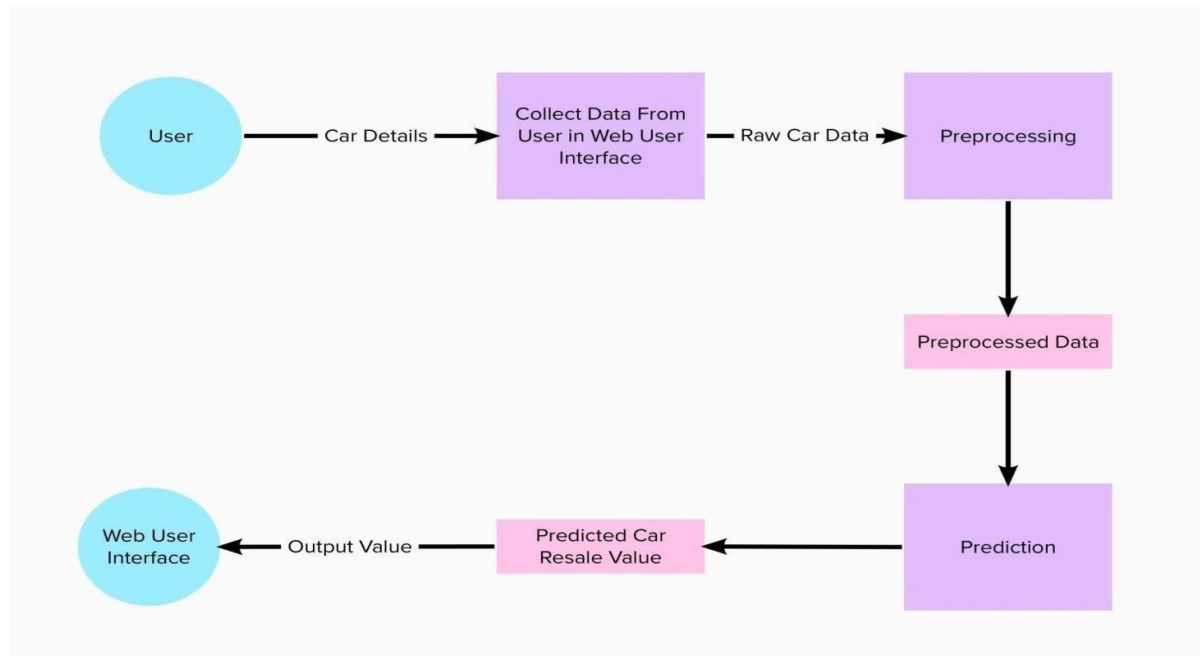 User
Car Details
Collect Data From
User in Web User
Interface
Raw Car Data
Preprocessing
Preprocessed Data
Prediction
Predicted Car
Resale Value
Output Value
Web User
Interface